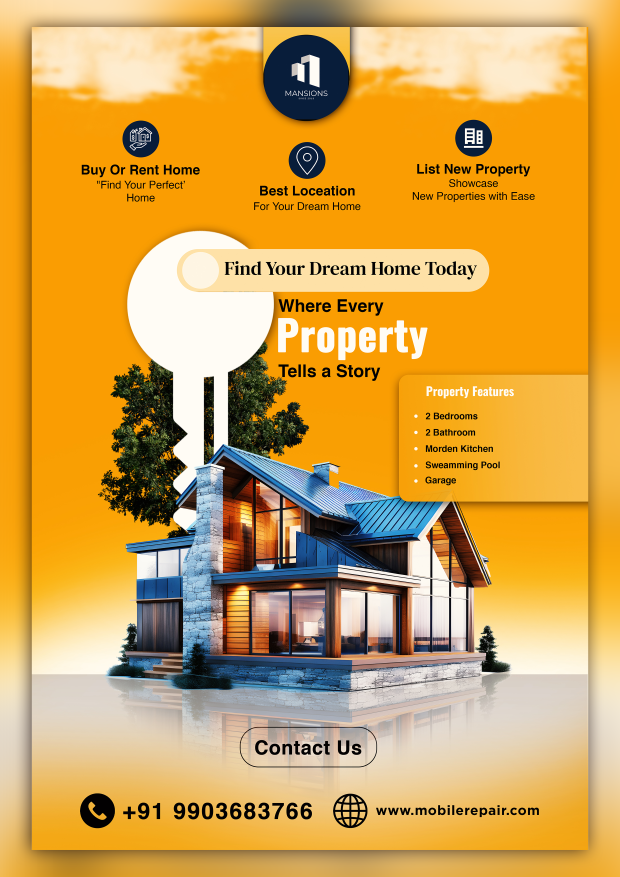 MANSIONS
Buy Or Rent Home
"Find Your Perfect'
Home
Best Loceation
For Your Dream Home
List New Property
Showcase
New Properties with Ease
Find Your Dream Home Today
Where Every
Property
Tells a Story
Property Features
2 Bedrooms
2 Bathroom
Morden Kitchen
Sweamming Pool
Garage
Contact Us
+91 9903683766
www.mobilerepair.com